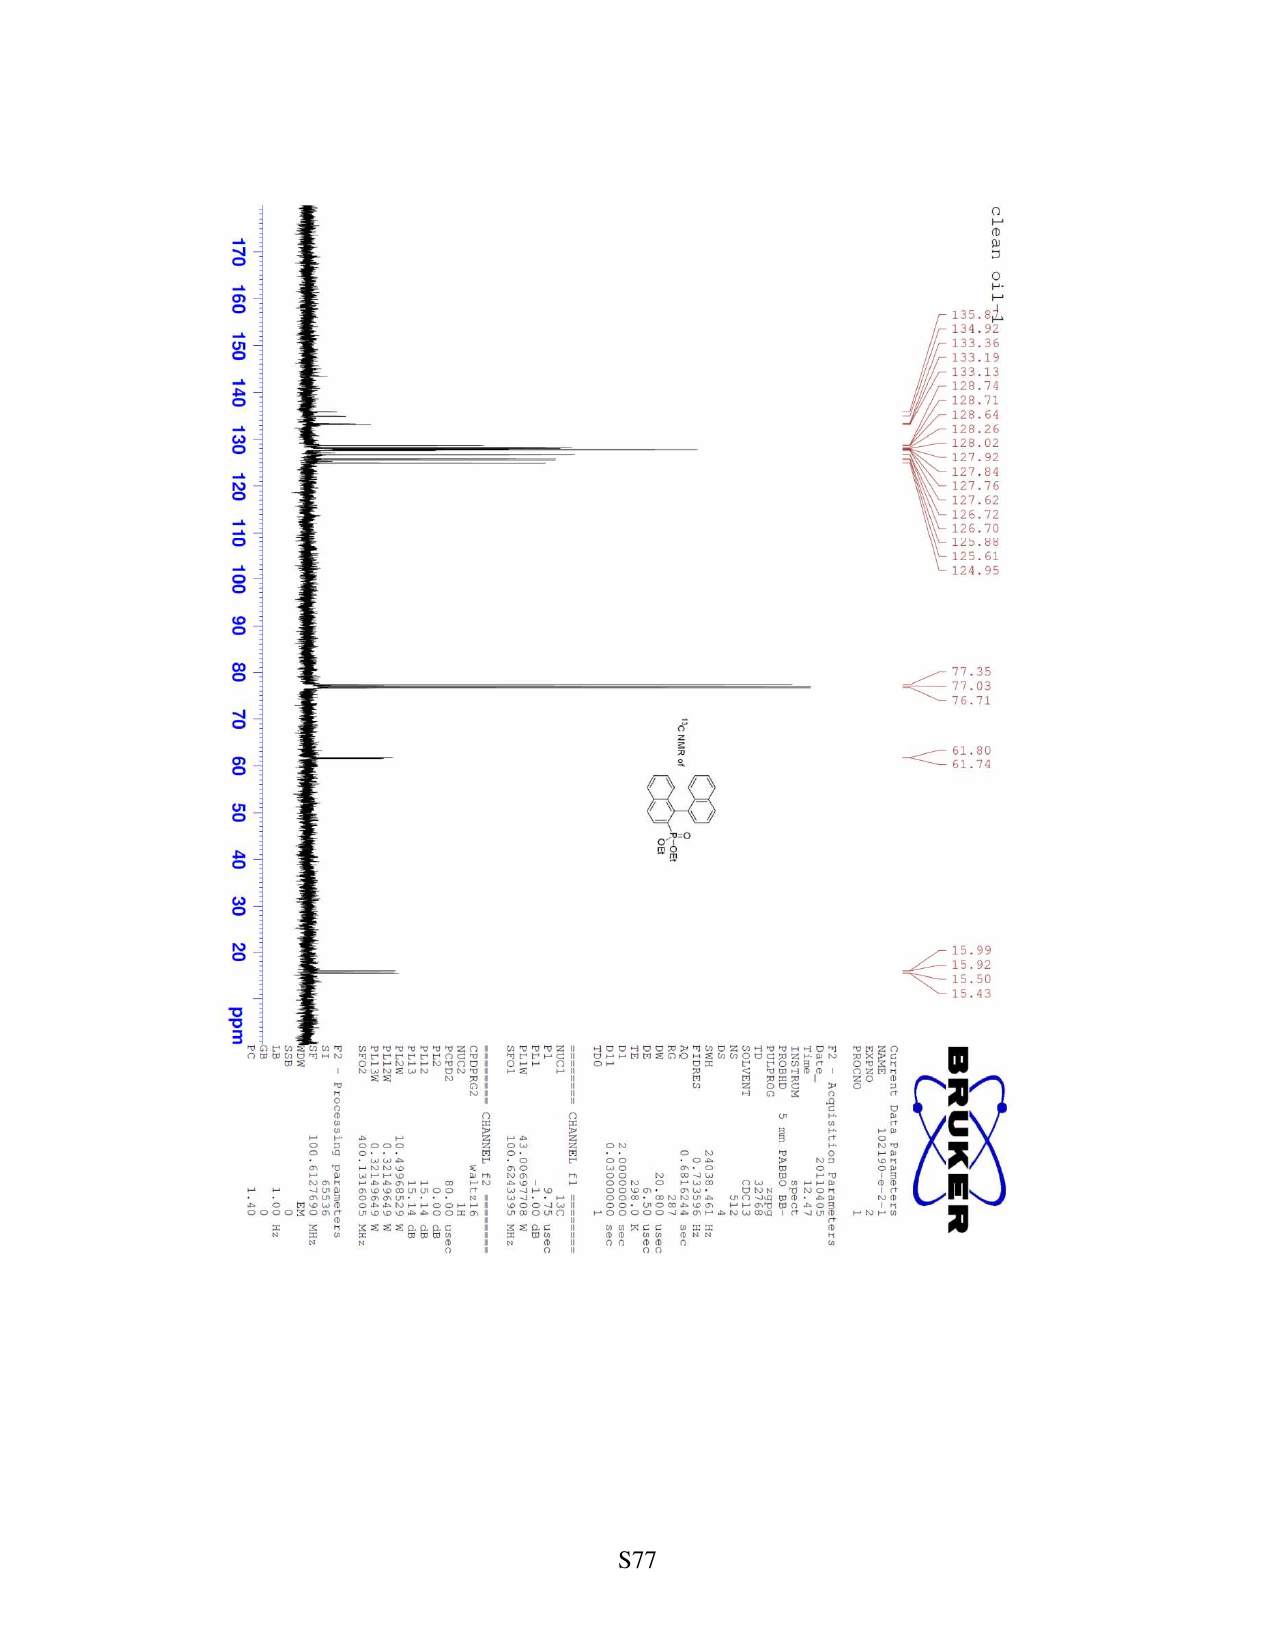 clean oil-1
135.87
134.92
133.36
133.19
133.13
128.74
128.71
128.64
128.26
128.02
127.92
127.84
127.76
127.62
126.72
126.70
125.88
125.61
124.95
77.35
77.03
76.71
61.80
61.74
15.99
15.92
15.50
15.43
BRUKER
Current Data Parameters
NAME 102190-e-2-1
EXPNO 2
PROCNO 1
F2 - Acquisition Parameters
Date_ 20110405
Time 12.47
INSTRUM spect
PROBHD 5 mm PABBO BB-
PULPROG zgpg
TD 32768
SOLVENT CDCl3
NS 512
DS 4
SWH 24038.461 Hz
FIDRES 0.733596 Hz
AQ 0.6816244 sec
RG 287
DW 20.800 usec
DE 6.50 usec
TE 298.0 K
D1 2.00000000 sec
D11 0.03000000 sec
TD0 1
======== CHANNEL f1 ========
NUC1 13C
P1 9.75 usec
PL1 -1.00 dB
PL1W 43.00697708 W
SFO1 100.6243395 MHz
======== CHANNEL f2 ========
CPDPRG2 waltz16
NUC2 1H
PCPD2 80.00 usec
PL2 0.00 dB
PL12 15.14 dB
PL13 15.14 dB
PL2W 10.49968529 W
PL12W 0.32149649 W
PL13W 0.32149649 W
SFO2 400.1316005 MHz
F2 - Processing parameters
SI 65536
SF 100.6127690 MHz
WDW EM
SSB 0
LB 1.00 Hz
GB 0
PC 1.40
¹³C NMR of
O
P OEt
OEt
170 160 150 140 130 120 110 100 90 80 70 60 50 40 30 20 ppm
S77